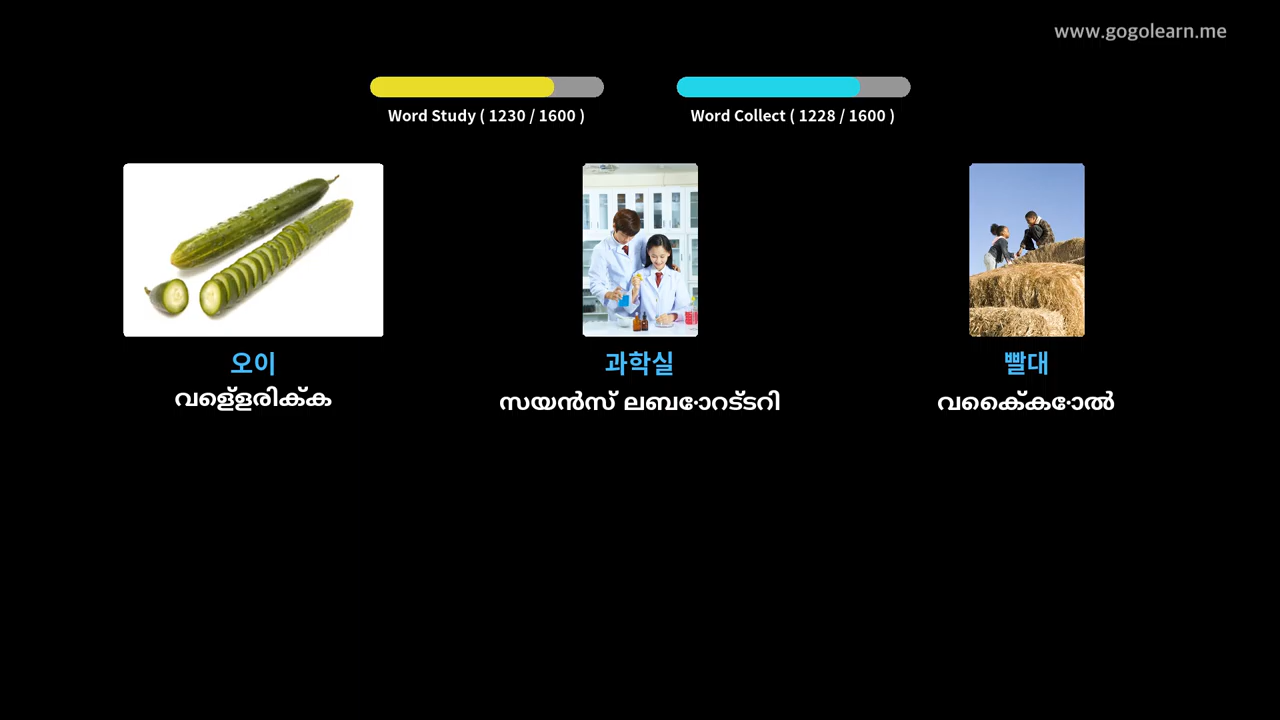 www.gogolearn.me
Word Study ( 1230 / 1600 )
Word Collect ( 1228 / 1600 )
오이
과학실
빨대
വെള്ളരിക്ക
സയൻസ് ലബോറട്ടറി
വൈക്കോൽ